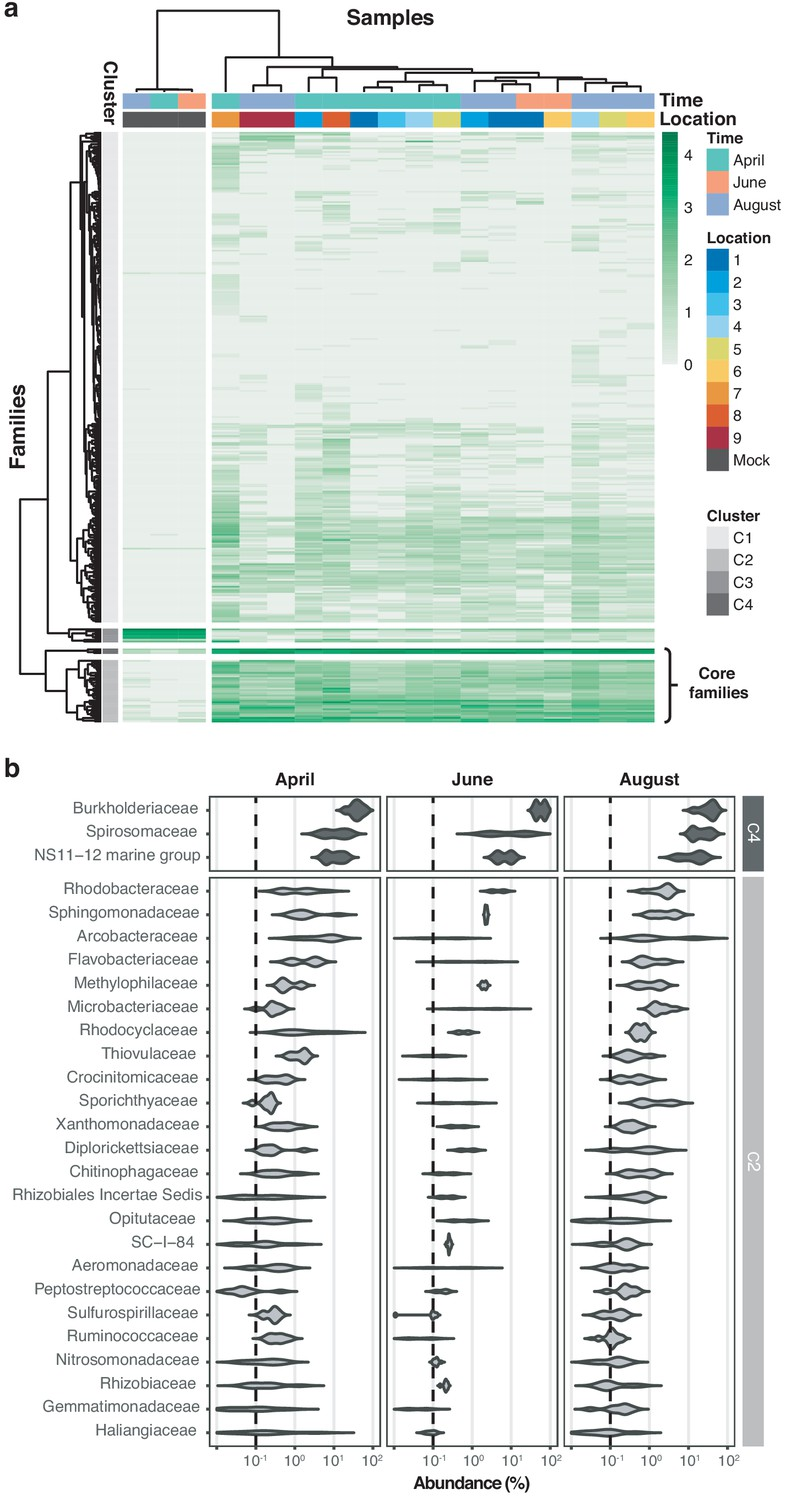 a
Samples
Cluster
Time
Location
Families
4
3
2
1
0
Time
April
June
August
Location
1
2
3
4
5
6
7
8
9
Mock
Cluster
C1
C2
C3
C4
Core
families
b
April
June
August
Burkholderiaceae
Spirosomaceae
NS11−12 marine group
C4
Rhodobacteraceae
Sphingomonadaceae
Arcobacteraceae
Flavobacteriaceae
Methylophilaceae
Microbacteriaceae
Rhodocyclaceae
Thiovulaceae
Crocinitomicaceae
Sporichthyaceae
Xanthomonadaceae
Diplorickettsiaceae
Chitinophagaceae
Rhizobiales Incertae Sedis
Opitutaceae
SC−I−84
Aeromonadaceae
Peptostreptococcaceae
Sulfurospirillaceae
Ruminococcaceae
Nitrosomonadaceae
Rhizobiaceae
Gemmatimonadaceae
Haliangiaceae
C2
10⁻¹ 10⁰ 10¹ 10² 10⁻¹ 10⁰ 10¹ 10² 10⁻¹ 10⁰ 10¹ 10²
Abundance (%)